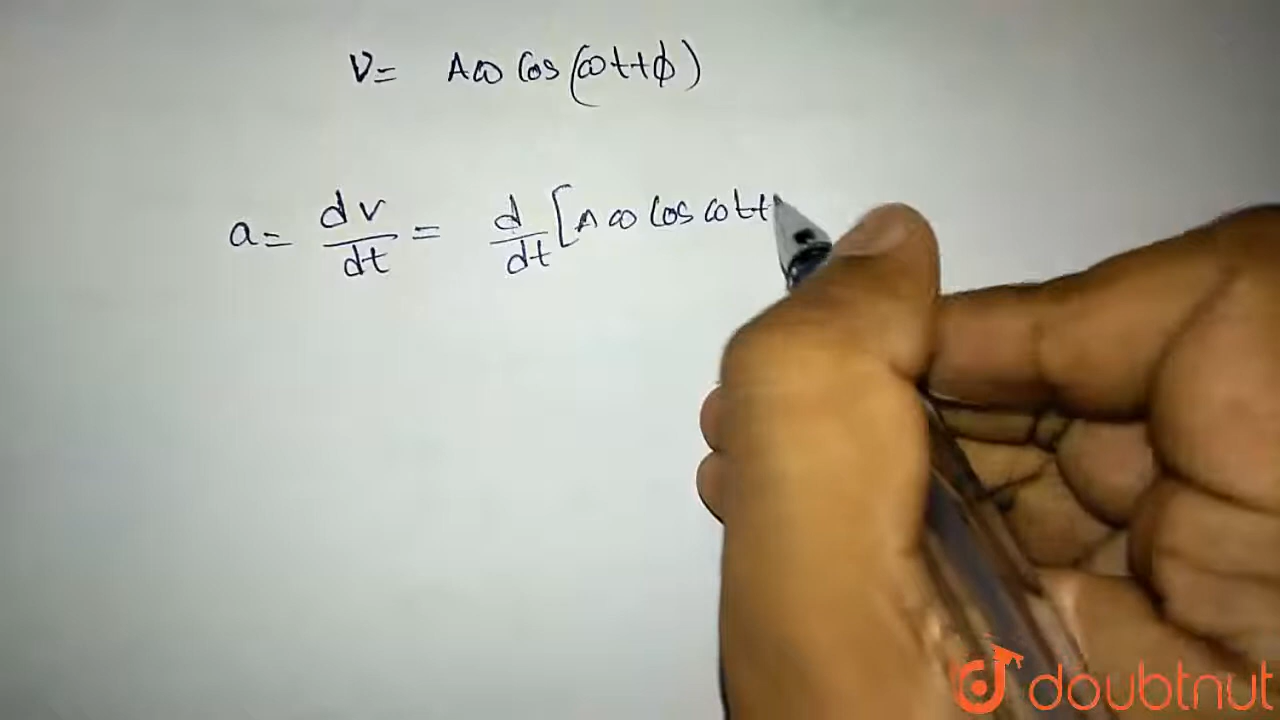 v = Aω cos(ωt+ϕ)
a = dv/dt = d/dt [Aω cos ωt+
doubtnut